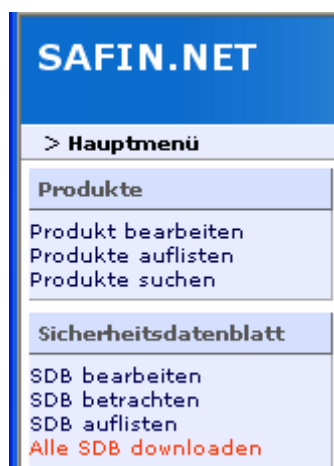 SAFIN.NET
> Hauptmenü
Produkte
Produkt bearbeiten
Produkte auflisten
Produkte suchen
Sicherheitsdatenblatt
SDB bearbeiten
SDB betrachten
SDB auflisten
Alle SDB downloaden